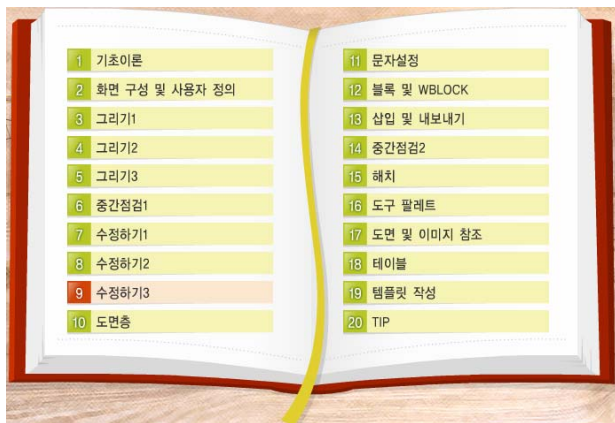 1 기초이론
2 화면 구성 및 사용자 정의
3 그리기1
4 그리기2
5 그리기3
6 중간점검1
7 수정하기1
8 수정하기2
9 수정하기3
10 도면층
11 문자설정
12 블록 및 WBLOCK
13 삽입 및 내보내기
14 중간점검2
15 해치
16 도구 팔레트
17 도면 및 이미지 참조
18 테이블
19 템플릿 작성
20 TIP